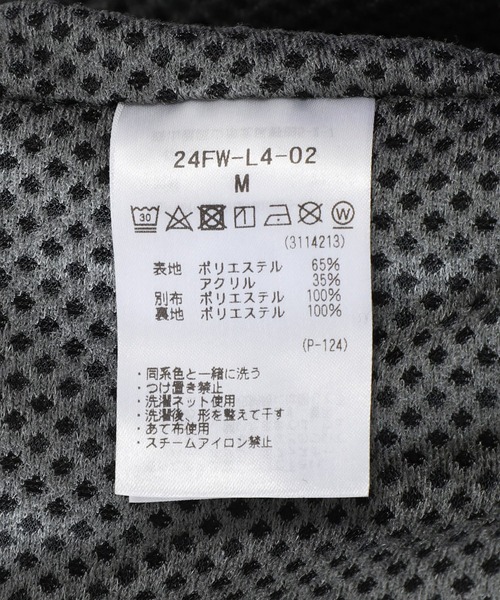 24FW-L4-02
M
30
W
(3114213)
表地 ポリエステル 65%
アクリル 35%
別布 ポリエステル 100%
裏地 ポリエステル 100%
(P-124)
・同系色と一緒に洗う
・つけ置き禁止
・洗濯ネット使用
・洗濯後、形を整えて干す
・あて布使用
・スチームアイロン禁止